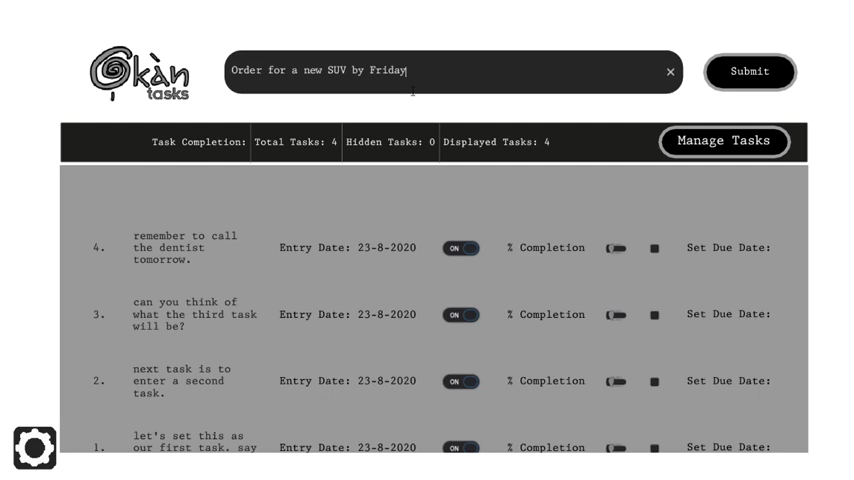 Okàn
tasks
Order for a new SUV by Friday
Submit
Task Completion: Total Tasks: 4 Hidden Tasks: 0 Displayed Tasks: 4
Manage Tasks
4. remember to call the dentist tomorrow. Entry Date: 23-8-2020 ON % Completion Set Due Date:
3. can you think of what the third task will be? Entry Date: 23-8-2020 ON % Completion Set Due Date:
2. next task is to enter a second task. Entry Date: 23-8-2020 ON % Completion Set Due Date:
1. let's set this as our first task. say Entry Date: 23-8-2020 ON % Completion Set Due Date: